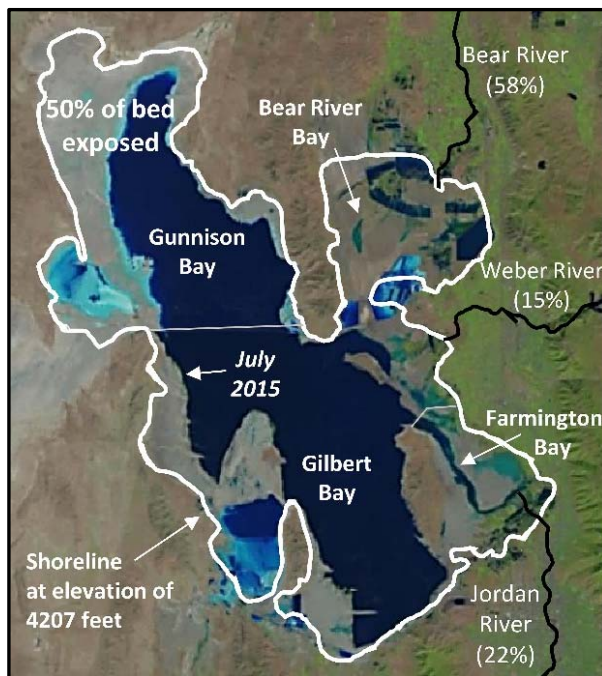 Bear River
(58%)
50% of bed
exposed
Bear River
Bay
Gunnison
Bay
Weber River
(15%)
July
2015
Farmington
Bay
Gilbert
Bay
Shoreline
at elevation of
4207 feet
Jordan
River
(22%)